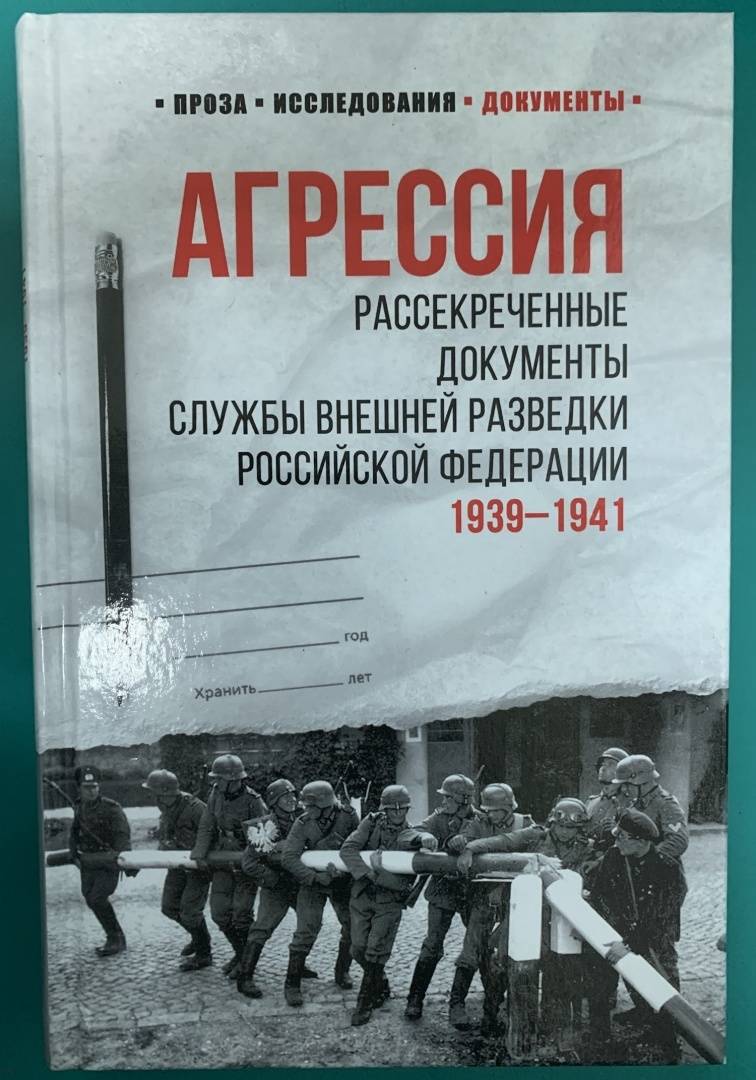 ▪ ПРОЗА ▪ ИССЛЕДОВАНИЯ ▪ ДОКУМЕНТЫ ▪
АГРЕССИЯ
РАССЕКРЕЧЕННЫЕ
ДОКУМЕНТЫ
СЛУЖБЫ ВНЕШНЕЙ РАЗВЕДКИ
РОССИЙСКОЙ ФЕДЕРАЦИИ
1939–1941
год
Хранить лет